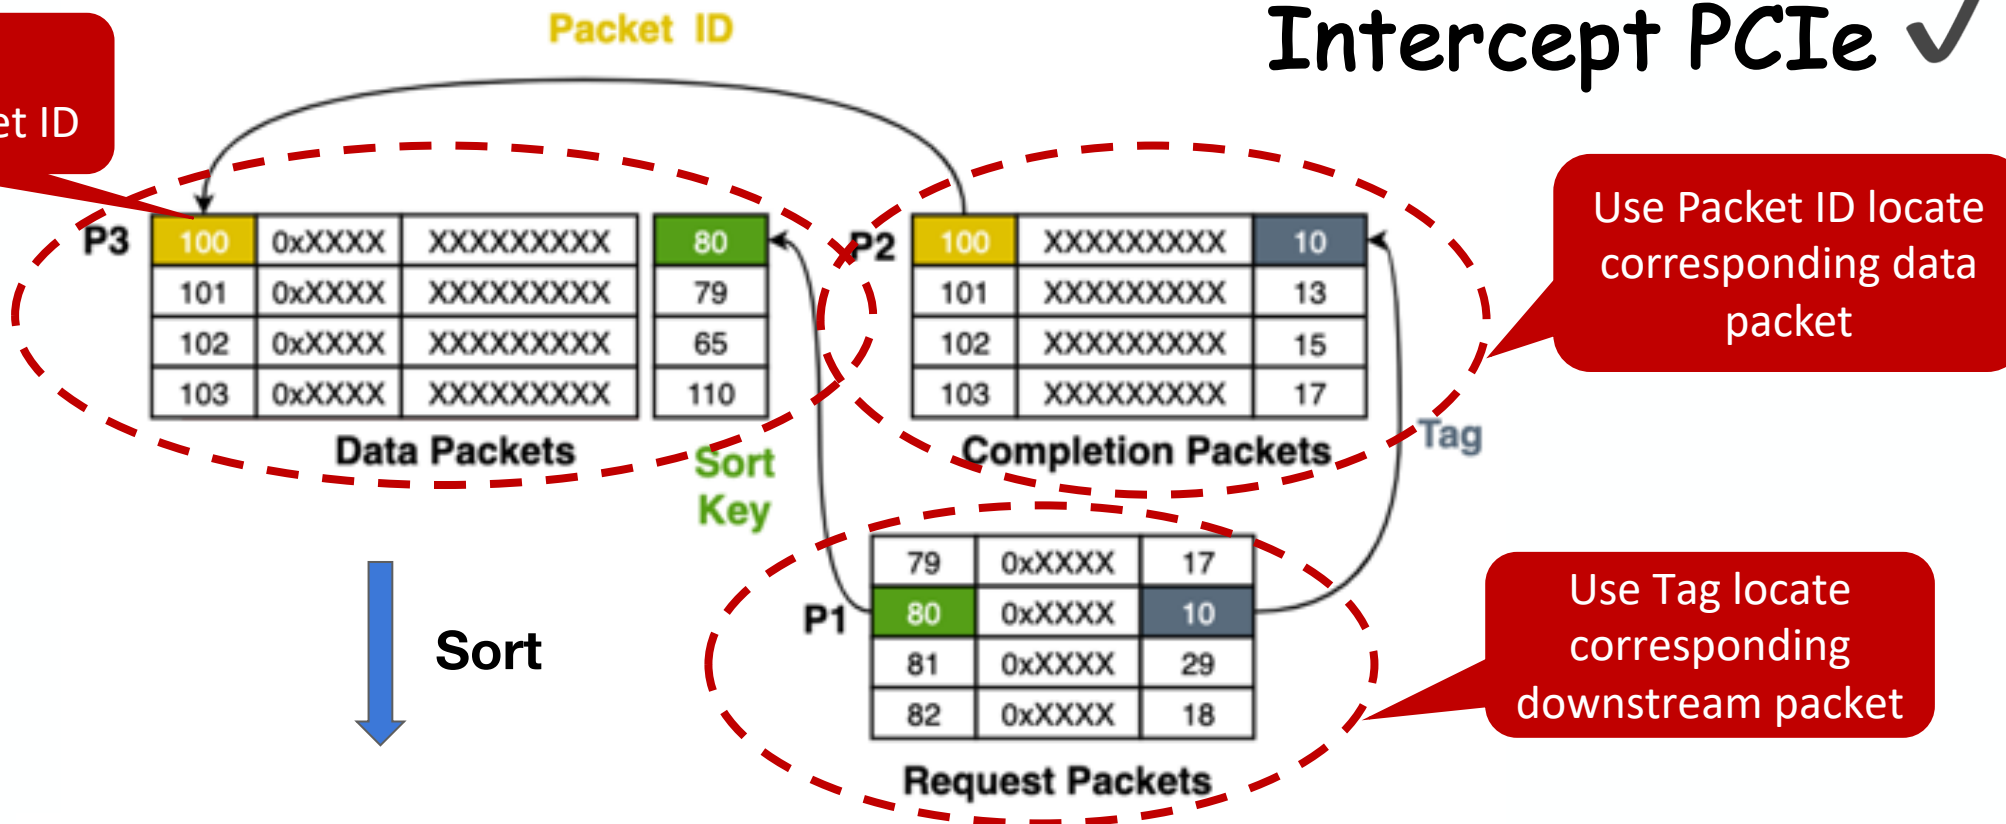 Packet ID
Intercept PCIe ✓
et ID
Use Packet ID locate
corresponding data
packet
P3
100 0xXXXX XXXXXXXXX 80
101 0xXXXX XXXXXXXXX 79
102 0xXXXX XXXXXXXXX 65
103 0xXXXX XXXXXXXXX 110
Data Packets
Sort
Key
P2
100 XXXXXXXXX 10
101 XXXXXXXXX 13
102 XXXXXXXXX 15
103 XXXXXXXXX 17
Completion Packets
Tag
P1
79 0xXXXX 17
80 0xXXXX 10
81 0xXXXX 29
82 0xXXXX 18
Request Packets
Use Tag locate
corresponding
downstream packet
Sort